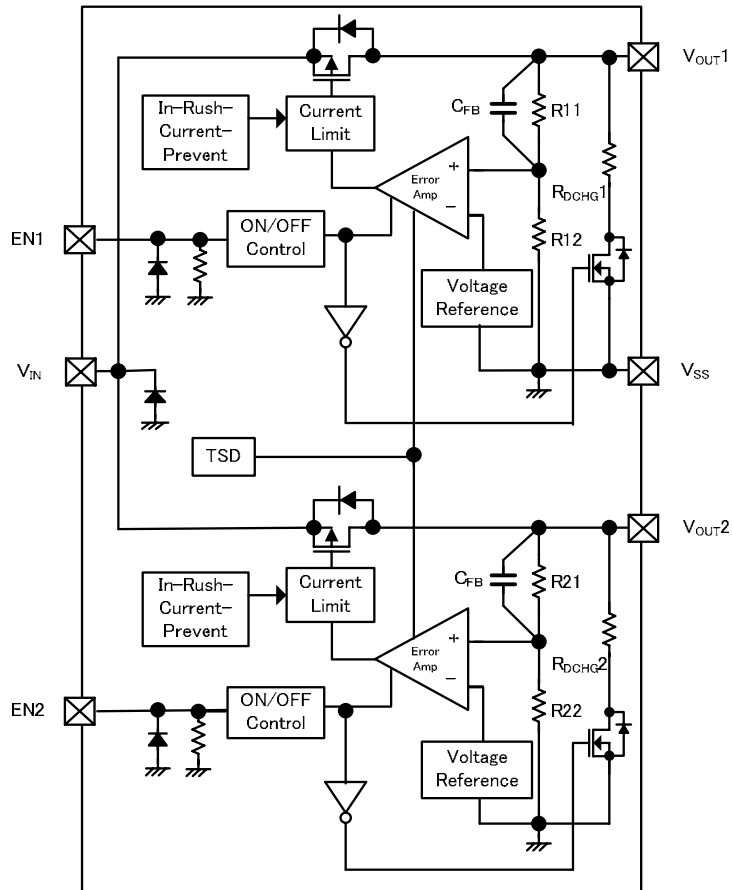 VOUT1
In-Rush-
Current-
Prevent
Current
Limit
CFB
R11
Error
Amp
+
−
RDCHG1
EN1
ON/OFF
Control
R12
Voltage
Reference
VIN
VSS
TSD
VOUT2
In-Rush-
Current-
Prevent
Current
Limit
CFB
R21
Error
Amp
+
−
RDCHG2
EN2
ON/OFF
Control
R22
Voltage
Reference